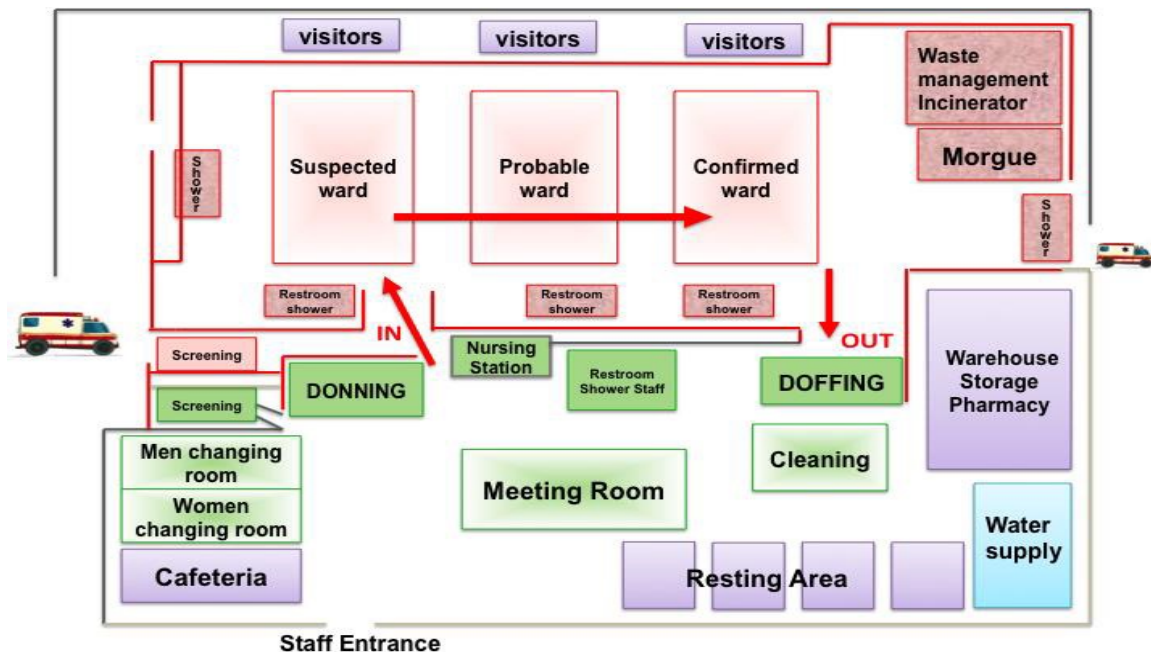 visitors
visitors
visitors
Waste
management
Incinerator
Morgue
Shower
Suspected
ward
Probable
ward
Confirmed
ward
Shower
Restroom
shower
Restroom
shower
Restroom
shower
IN
OUT
Screening
Screening
DONNING
Nursing
Station
Restroom
Shower Staff
DOFFING
Warehouse
Storage
Pharmacy
Men changing
room
Women
changing room
Cafeteria
Meeting Room
Cleaning
Water
supply
Resting Area
Staff Entrance